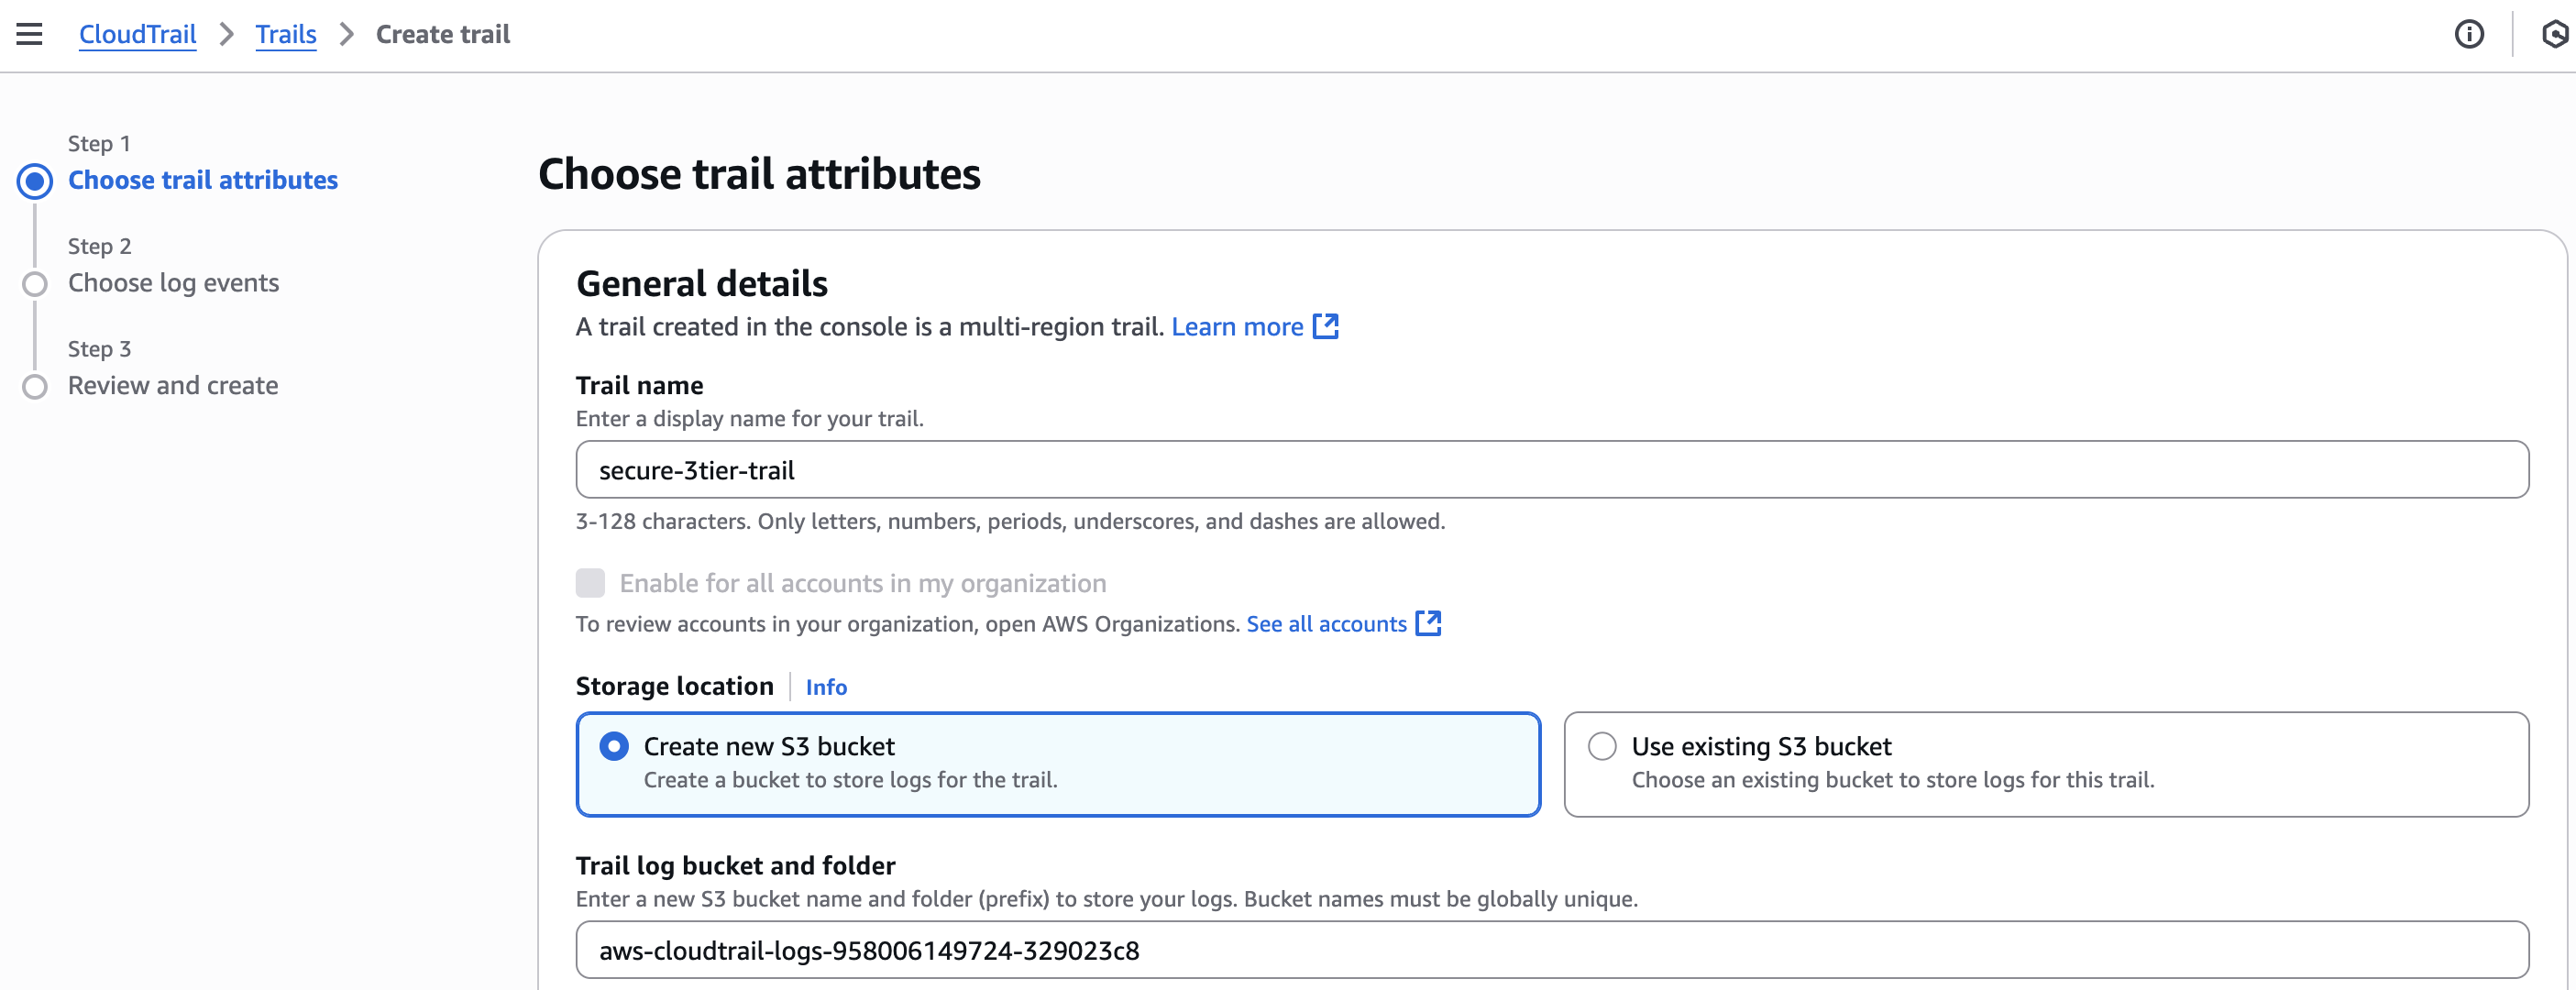 CloudTrail > Trails > Create trail
Step 1
Choose trail attributes
Step 2
Choose log events
Step 3
Review and create
Choose trail attributes
General details
A trail created in the console is a multi-region trail. Learn more
Trail name
Enter a display name for your trail.
secure-3tier-trail
3-128 characters. Only letters, numbers, periods, underscores, and dashes are allowed.
Enable for all accounts in my organization
To review accounts in your organization, open AWS Organizations. See all accounts
Storage location | Info
Create new S3 bucket
Create a bucket to store logs for the trail.
Use existing S3 bucket
Choose an existing bucket to store logs for this trail.
Trail log bucket and folder
Enter a new S3 bucket name and folder (prefix) to store your logs. Bucket names must be globally unique.
aws-cloudtrail-logs-958006149724-329023c8